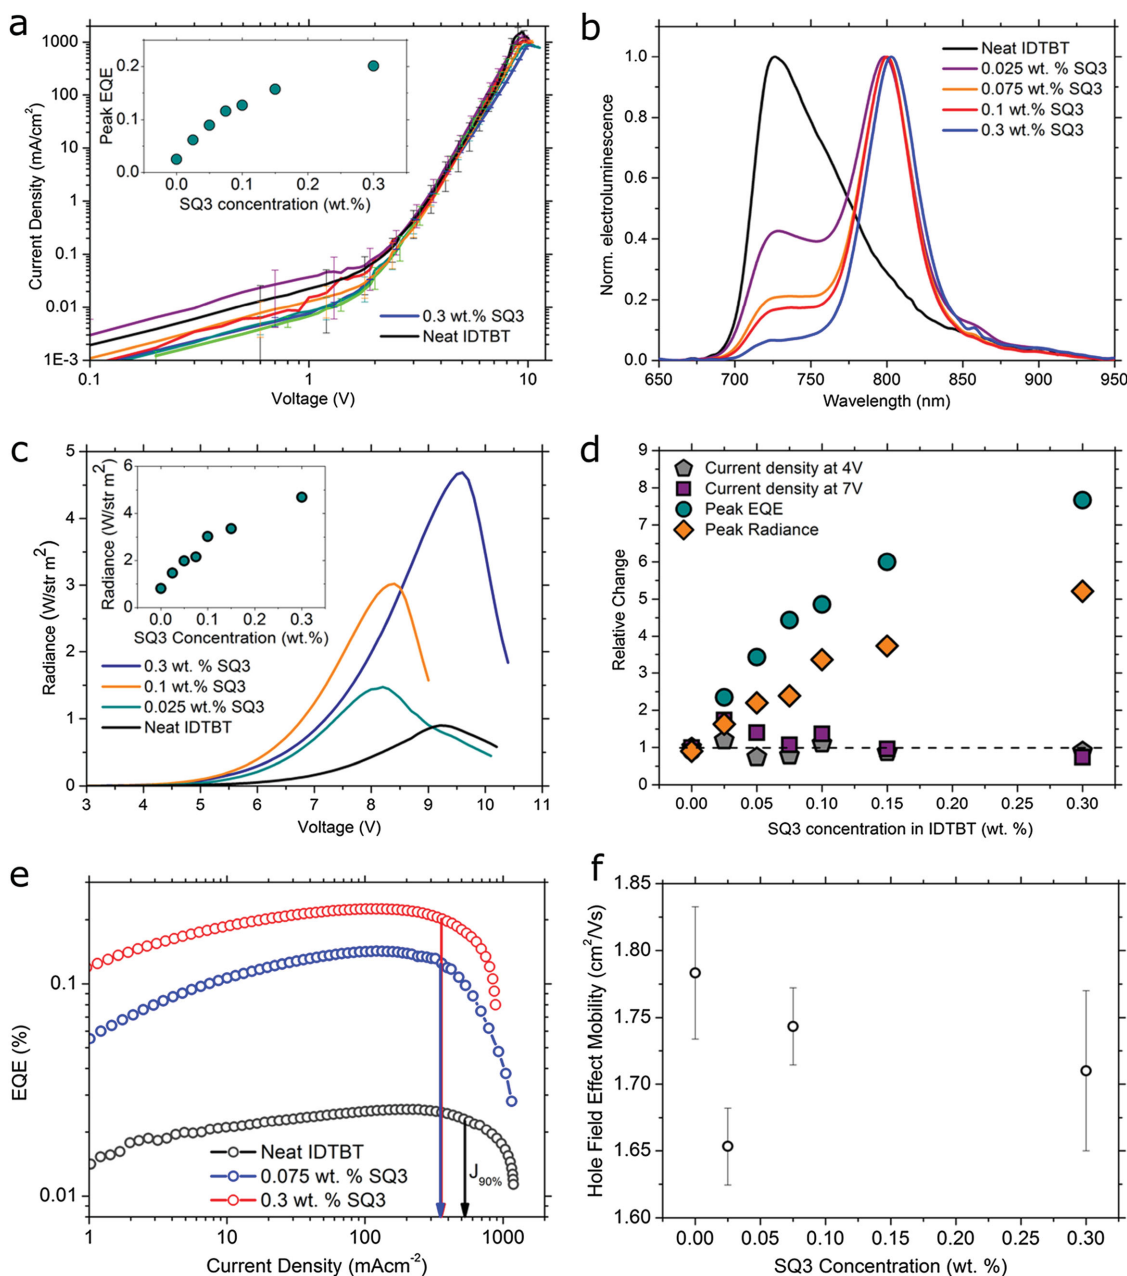 a
Current Density (mA/cm²)
1000
100
10
1
0.1
0.01
1E-3
0.1
1
10
Voltage (V)
Peak EQE
0.2
0.1
0.0
0.0
0.1
0.2
0.3
SQ3 concentration (wt.%)
0.3 wt.% SQ3
Neat IDTBT
b
Norm. electroluminescence
1.0
0.8
0.6
0.4
0.2
0.0
650
700
750
800
850
900
950
Wavelength (nm)
Neat IDTBT
0.025 wt. % SQ3
0.075 wt.% SQ3
0.1 wt.% SQ3
0.3 wt.% SQ3
c
Radiance (W/str m²)
5
4
3
2
1
0
3
4
5
6
7
8
9
10
11
Voltage (V)
Radiance (W/str m²)
6
4
2
0
0.0
0.1
0.2
0.3
SQ3 Concentration (wt.%)
0.3 wt. % SQ3
0.1 wt.% SQ3
0.025 wt.% SQ3
Neat IDTBT
d
Relative Change
9
8
7
6
5
4
3
2
1
0
0.00
0.05
0.10
0.15
0.20
0.25
0.30
SQ3 concentration in IDTBT (wt. %)
Current density at 4V
Current density at 7V
Peak EQE
Peak Radiance
e
EQE (%)
0.1
0.01
1
10
100
1000
Current Density (mAcm⁻²)
Neat IDTBT
0.075 wt. % SQ3
0.3 wt. % SQ3
J90%
f
Hole Field Effect Mobility (cm²/Vs)
1.85
1.80
1.75
1.70
1.65
1.60
0.00
0.05
0.10
0.15
0.20
0.25
0.30
SQ3 Concentration (wt. %)